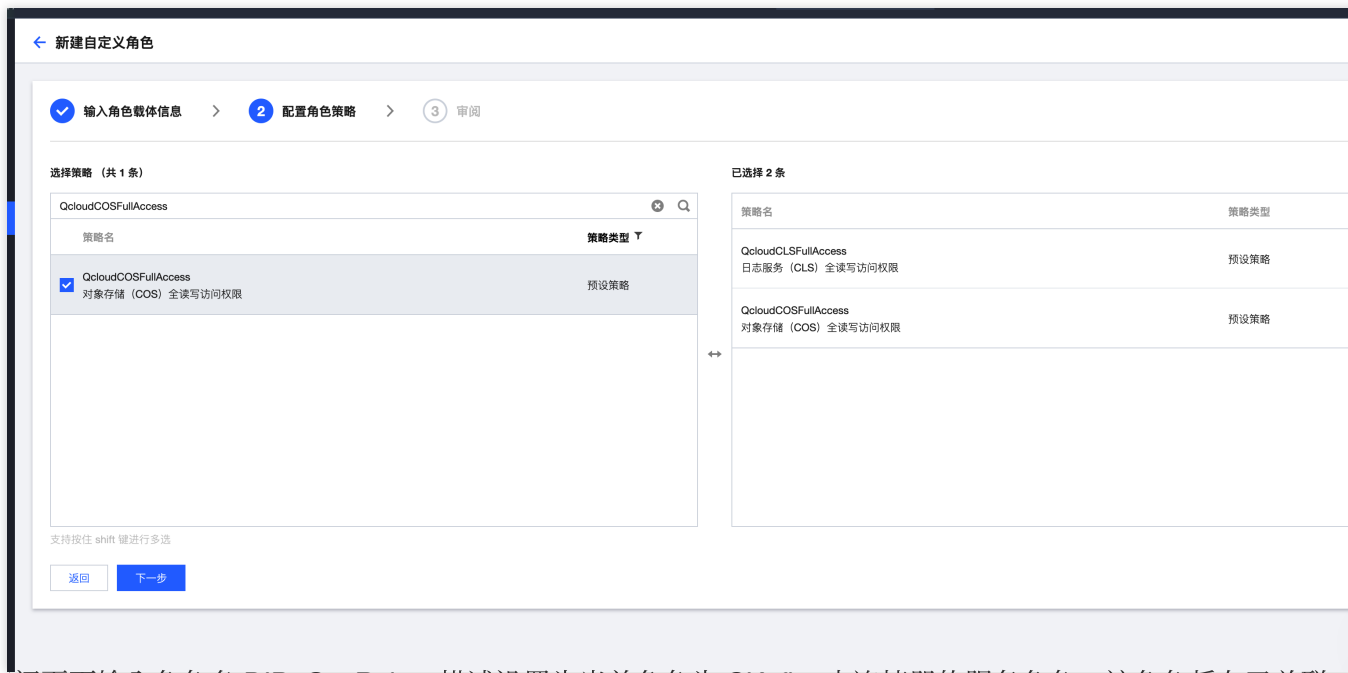 新建自定义角色
输入角色载体信息
2 配置角色策略
3 审阅
选择策略 （共 1 条）
QcloudCOSFullAccess
策略名 策略类型
QcloudCOSFullAccess
对象存储（COS）全读写访问权限
预设策略
支持按住 shift 键进行多选
返回 下一步
已选择 2 条
策略名 策略类型
QcloudCLSFullAccess
日志服务（CLS）全读写访问权限
预设策略
QcloudCOSFullAccess
对象存储（COS）全读写访问权限
预设策略